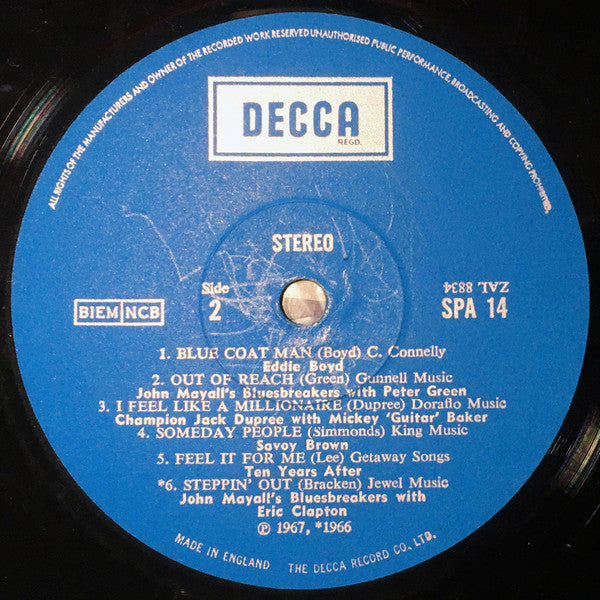 ALL RIGHTS OF THE MANUFACTURERS AND OWNER OF THE RECORDED WORK RESERVED UNAUTHORISED PUBLIC PERFORMANCE, BROADCASTING AND COPYING PROHIBITED.
DECCA
REGD.
STEREO
Side
2
BIEM NCB
SPA 14
ZAL 8834
1. BLUE COAT MAN (Boyd) C. Connelly
Eddie Boyd
2. OUT OF REACH (Green) Gunnell Music
John Mayall's Bluesbreakers with Peter Green
3. I FEEL LIKE A MILLIONAIRE (Dupree) Doraflo Music
Champion Jack Dupree with Mickey 'Guitar' Baker
4. SOMEDAY PEOPLE (Simmonds) King Music
Savoy Brown
5. FEEL IT FOR ME (Lee) Getaway Songs
Ten Years After
*6. STEPPIN' OUT (Bracken) Jewel Music
John Mayall's Bluesbreakers with
Eric Clapton
℗ 1967, *1966
MADE IN ENGLAND THE DECCA RECORD CO., LTD.